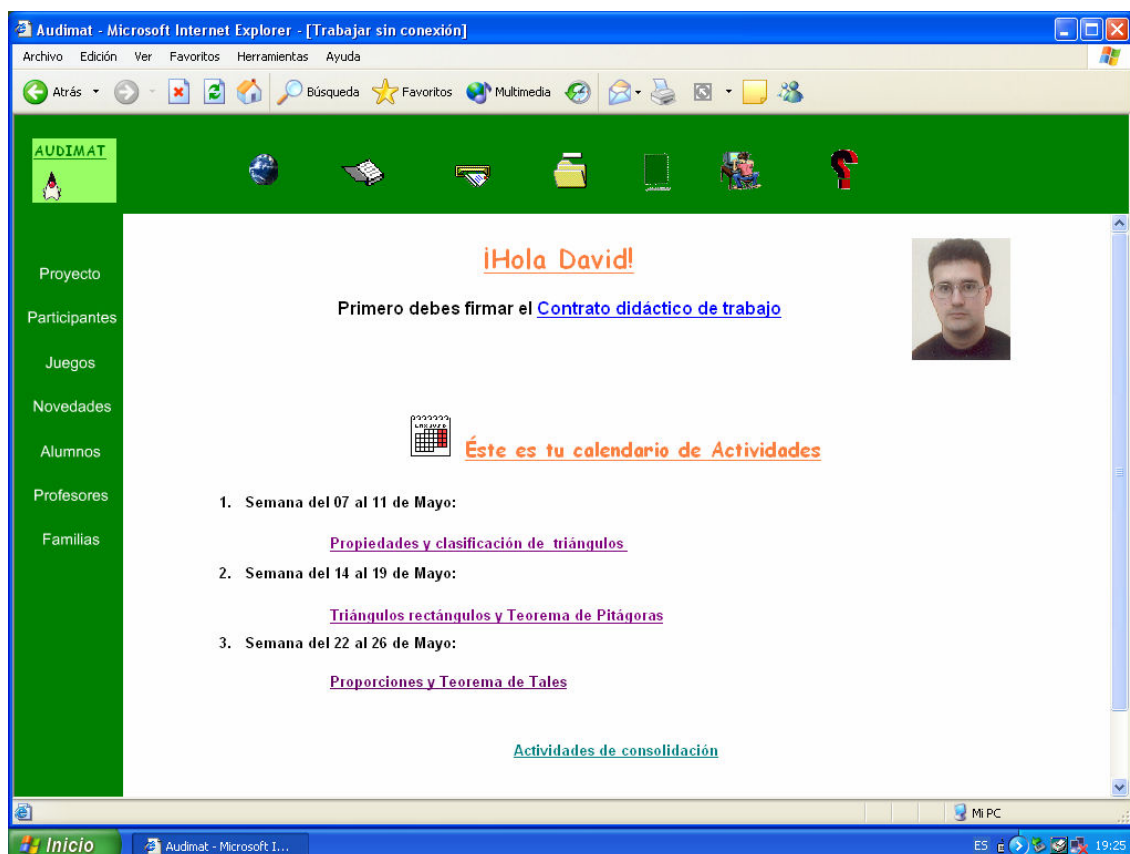 Audimat - Microsoft Internet Explorer - [Trabajar sin conexión]
Archivo Edición Ver Favoritos Herramientas Ayuda
Atrás Búsqueda Favoritos Multimedia
AUDIMAT
¡Hola David!
Proyecto
Primero debes firmar el Contrato didáctico de trabajo
Participantes
Juegos
Novedades
Éste es tu calendario de Actividades
Alumnos
Profesores
1. Semana del 07 al 11 de Mayo:
Familias
Propiedades y clasificación de triángulos
2. Semana del 14 al 19 de Mayo:
Triángulos rectángulos y Teorema de Pitágoras
3. Semana del 22 al 26 de Mayo:
Proporciones y Teorema de Tales
Actividades de consolidación
Mi PC
Inicio Audimat - Microsoft I... ES 19:25